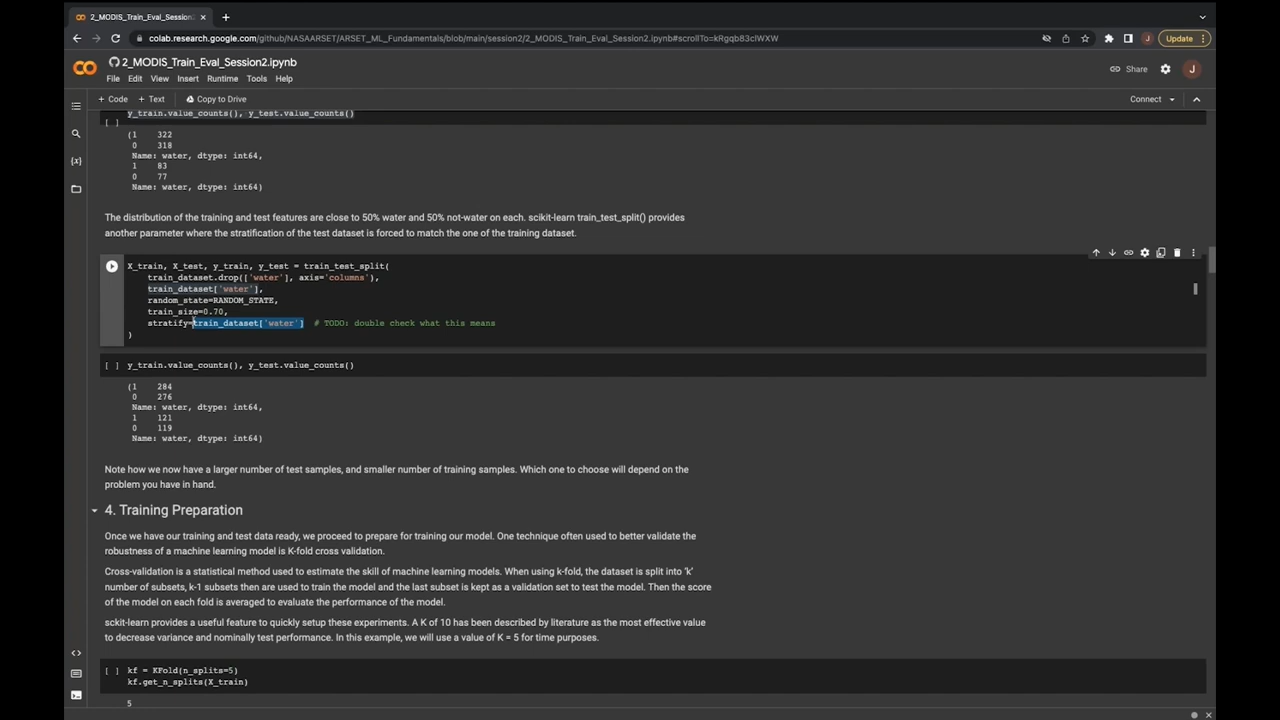 2_MODIS_Train_Eval_Session2.
colab.research.google.com/github/NASAARSET/ARSET_ML_Fundamentals/blob/main/session2/2_MODIS_Train_Eval_Session2.ipynb#scrollTo=kRgqb83clWXW
J
Update
2_MODIS_Train_Eval_Session2.ipynb
File Edit View Insert Runtime Tools Help
Share
J
+ Code + Text Copy to Drive
Connect
y_train.value_counts(), y_test.value_counts()
[ ]
(1 322
0 318
Name: water, dtype: int64,
1 83
0 77
Name: water, dtype: int64)
The distribution of the training and test features are close to 50% water and 50% not-water on each. scikit-learn train_test_split() provides
another parameter where the stratification of the test dataset is forced to match the one of the training dataset.
X_train, X_test, y_train, y_test = train_test_split(
train_dataset.drop(['water'], axis='columns'),
train_dataset['water'],
random_state=RANDOM_STATE,
train_size=0.70,
stratify=train_dataset['water'] # TODO: double check what this means
)
[ ] y_train.value_counts(), y_test.value_counts()
(1 284
0 276
Name: water, dtype: int64,
1 121
0 119
Name: water, dtype: int64)
Note how we now have a larger number of test samples, and smaller number of training samples. Which one to choose will depend on the
problem you have in hand.
4. Training Preparation
Once we have our training and test data ready, we proceed to prepare for training our model. One technique often used to better validate the
robustness of a machine learning model is K-fold cross validation.
Cross-validation is a statistical method used to estimate the skill of machine learning models. When using k-fold, the dataset is split into 'k'
number of subsets, k-1 subsets then are used to train the model and the last subset is kept as a validation set to test the model. Then the score
of the model on each fold is averaged to evaluate the performance of the model.
sckit-learn provides a useful feature to quickly setup these experiments. A K of 10 has been described by literature as the most effective value
to decrease variance and nominally test performance. In this example, we will use a value of K = 5 for time purposes.
[ ] kf = KFold(n_splits=5)
kf.get_n_splits(X_train)
5